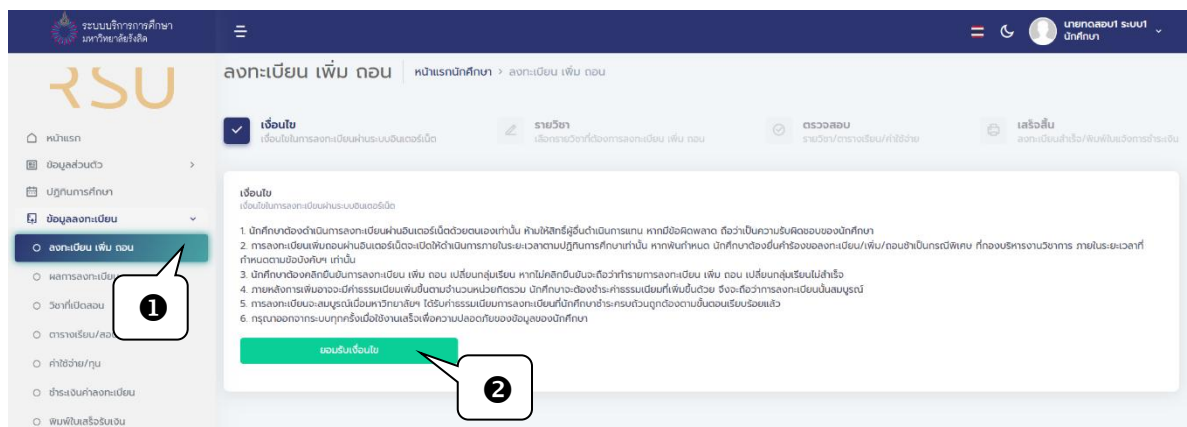 ระบบบริการการศึกษา
มหาวิทยาลัยรังสิต
นายทดสอบ1 ระบบ1
นักศึกษา
RSU
ลงทะเบียน เพิ่ม ถอน
หน้าแรกนักศึกษา > ลงทะเบียน เพิ่ม ถอน
เงื่อนไข
เงื่อนไขในการลงทะเบียนผ่านระบบอินเตอร์เน็ต
รายวิชา
เลือกรายวิชาที่ต้องการลงทะเบียน เพิ่ม ถอน
ตรวจสอบ
รายวิชา/ตารางเรียน/ค่าใช้จ่าย
เสร็จสิ้น
ลงทะเบียนสำเร็จ/พิมพ์ใบแจ้งการชำระเงิน
หน้าแรก
ข้อมูลส่วนตัว
ปฏิทินการศึกษา
ข้อมูลลงทะเบียน
ลงทะเบียน เพิ่ม ถอน
ผลการลงทะเบียน
วิชาที่เปิดสอน
ตารางเรียน/สอบ
ค่าใช้จ่าย/ทุน
ชำระเงินค่าลงทะเบียน
พิมพ์ใบเสร็จรับเงิน
❶
เงื่อนไข
เงื่อนไขในการลงทะเบียนผ่านระบบอินเตอร์เน็ต
1. นักศึกษาต้องดำเนินการลงทะเบียนผ่านอินเตอร์เน็ตด้วยตนเองเท่านั้น ห้ามให้สิทธิ์ผู้อื่นดำเนินการแทน หากมีข้อผิดพลาด ถือว่าเป็นความรับผิดชอบของนักศึกษา
2. การลงทะเบียนเพิ่มถอนผ่านอินเตอร์เน็ตจะเปิดให้ดำเนินการภายในระยะเวลาตามปฏิทินการศึกษาเท่านั้น หากพ้นกำหนด นักศึกษาต้องยื่นคำร้องขอลงทะเบียน/เพิ่ม/ถอนช้าเป็นกรณีพิเศษ ที่กองบริหารงานวิชาการ ภายในระยะเวลาที่
กำหนดตามข้อบังคับฯ เท่านั้น
3. นักศึกษาต้องคลิกยืนยันการลงทะเบียน เพิ่ม ถอน เปลี่ยนกลุ่มเรียน หากไม่คลิกยืนยันจะถือว่าทำรายการลงทะเบียน เพิ่ม ถอน เปลี่ยนกลุ่มเรียนไม่สำเร็จ
4. ภายหลังการเพิ่มอาจจะมีค่าธรรมเนียมเพิ่มขึ้นตามจำนวนหน่วยกิตรวม นักศึกษาจะต้องชำระค่าธรรมเนียมที่เพิ่มขึ้นด้วย จึงจะถือว่าการลงทะเบียนนั้นสมบูรณ์
5. การลงทะเบียนจะสมบูรณ์เมื่อมหาวิทยาลัยฯ ได้รับค่าธรรมเนียมการลงทะเบียนที่นักศึกษาชำระครบถ้วนถูกต้องตามขั้นตอนเรียบร้อยแล้ว
6. กรุณาออกจากระบบทุกครั้งเมื่อใช้งานเสร็จเพื่อความปลอดภัยของข้อมูลของนักศึกษา
ยอมรับเงื่อนไข
❷